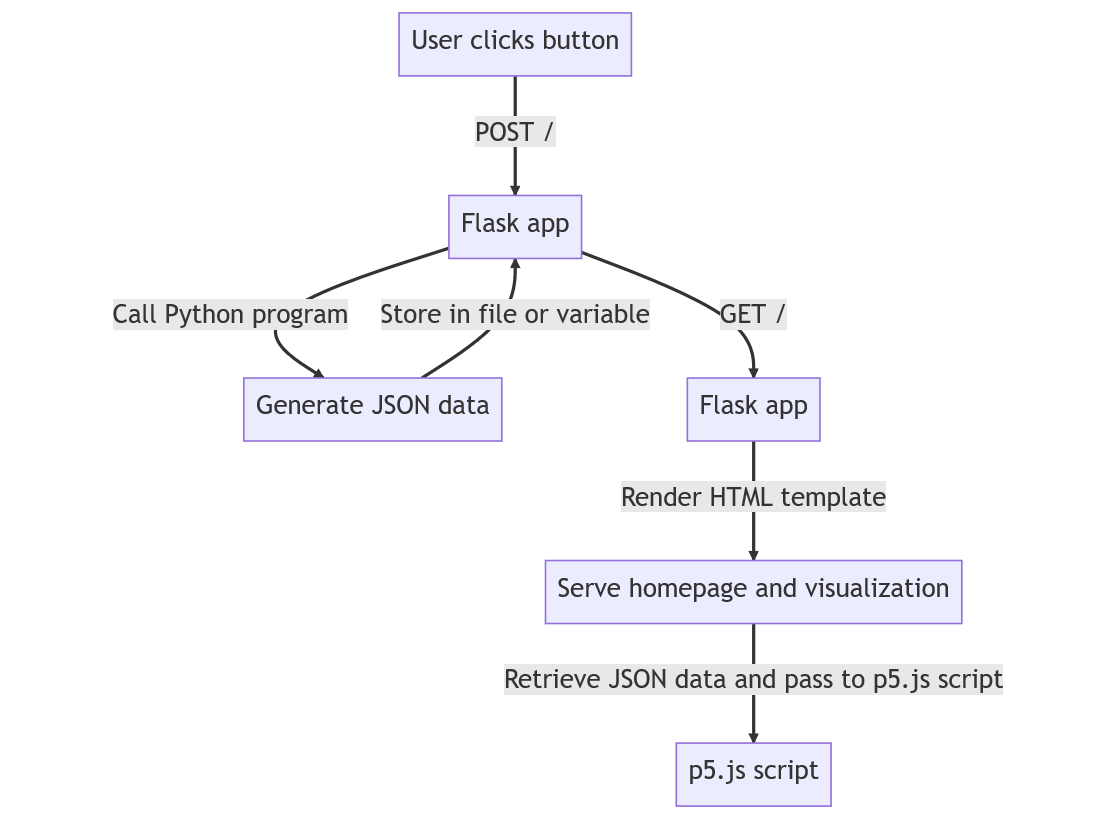 User clicks button
POST /
Flask app
Call Python program
Store in file or variable
GET /
Generate JSON data
Flask app
Render HTML template
Serve homepage and visualization
Retrieve JSON data and pass to p5.js script
p5.js script